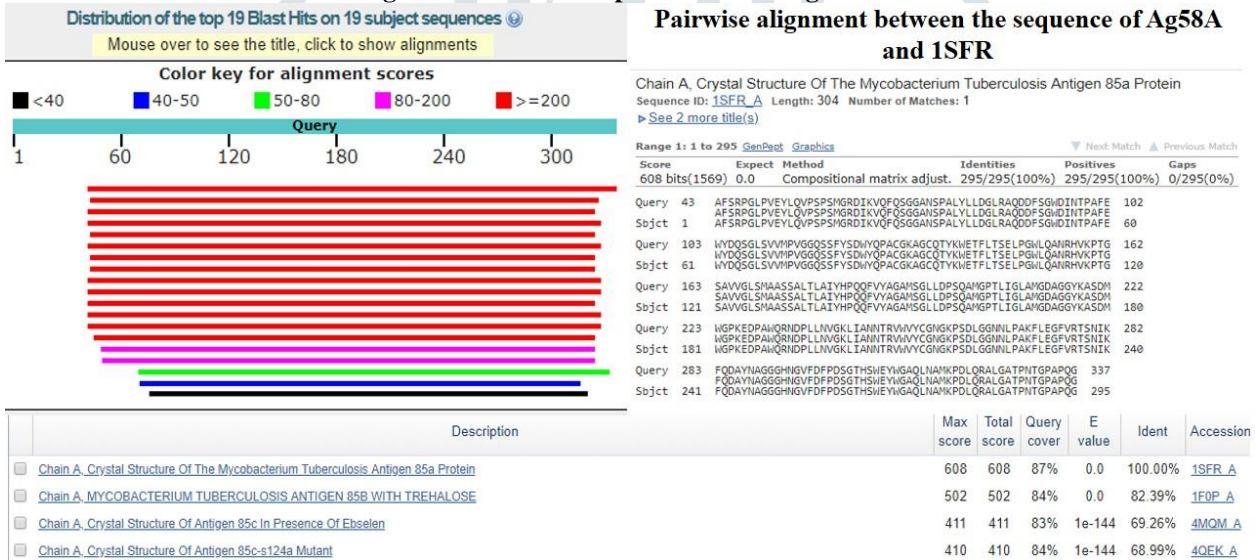 Distribution of the top 19 Blast Hits on 19 subject sequences
Mouse over to see the title, click to show alignments
Color key for alignment scores
<40 40-50 50-80 80-200 >=200
Query
1 60 120 180 240 300
Pairwise alignment between the sequence of Ag58A
and 1SFR
Chain A, Crystal Structure Of The Mycobacterium Tuberculosis Antigen 85a Protein
Sequence ID: 1SFR_A Length: 304 Number of Matches: 1
See 2 more title(s)
Range 1: 1 to 295 GenPept Graphics Next Match Previous Match
Score Expect Method Identities Positives Gaps
608 bits(1569) 0.0 Compositional matrix adjust. 295/295(100%) 295/295(100%) 0/295(0%)
Query 43 AFSRPGLPVEYLQVPSPSMGRDIKVQFQSGGANSPALYLLDGLRAQDDFSGWDINTPAFE 102
AFSRPGLPVEYLQVPSPSMGRDIKVQFQSGGANSPALYLLDGLRAQDDFSGWDINTPAFE
Sbjct 1 AFSRPGLPVEYLQVPSPSMGRDIKVQFQSGGANSPALYLLDGLRAQDDFSGWDINTPAFE 60
Query 103 WYDQSGLSVVMPVGGQSSFYSDWYQPACGKAGCQTYKWETFLTSELPGWLQANRHVKPTG 162
WYDQSGLSVVMPVGGQSSFYSDWYQPACGKAGCQTYKWETFLTSELPGWLQANRHVKPTG
Sbjct 61 WYDQSGLSVVMPVGGQSSFYSDWYQPACGKAGCQTYKWETFLTSELPGWLQANRHVKPTG 120
Query 163 SAVVGLSMAASSALTLAIYHPQQFVYAGAMSGLLDPSQAMGPTLIGLAMGDAGGYKASDM 222
SAVVGLSMAASSALTLAIYHPQQFVYAGAMSGLLDPSQAMGPTLIGLAMGDAGGYKASDM
Sbjct 121 SAVVGLSMAASSALTLAIYHPQQFVYAGAMSGLLDPSQAMGPTLIGLAMGDAGGYKASDM 180
Query 223 WGPKEDPAWQRNDPLLNVGKLIANNTRVWVYCGNGKPSDLGGNNLPAKFLEGFVRTSNIK 282
WGPKEDPAWQRNDPLLNVGKLIANNTRVWVYCGNGKPSDLGGNNLPAKFLEGFVRTSNIK
Sbjct 181 WGPKEDPAWQRNDPLLNVGKLIANNTRVWVYCGNGKPSDLGGNNLPAKFLEGFVRTSNIK 240
Query 283 FQDAYNAGGGHNGVFDFPDSGTHSWEYWGAQLNAMKPDLQRALGATPNTGPAPQG 337
FQDAYNAGGGHNGVFDFPDSGTHSWEYWGAQLNAMKPDLQRALGATPNTGPAPQG
Sbjct 241 FQDAYNAGGGHNGVFDFPDSGTHSWEYWGAQLNAMKPDLQRALGATPNTGPAPQG 295
Description Max score Total score Query cover E value Ident Accession
Chain A, Crystal Structure Of The Mycobacterium Tuberculosis Antigen 85a Protein 608 608 87% 0.0 100.00% 1SFR_A
Chain A, MYCOBACTERIUM TUBERCULOSIS ANTIGEN 85B WITH TREHALOSE 502 502 84% 0.0 82.39% 1F0P_A
Chain A, Crystal Structure Of Antigen 85c In Presence Of Ebselen 411 411 83% 1e-144 69.26% 4MQM_A
Chain A, Crystal Structure Of Antigen 85c-s124a Mutant 410 410 84% 1e-144 68.99% 4QEK_A